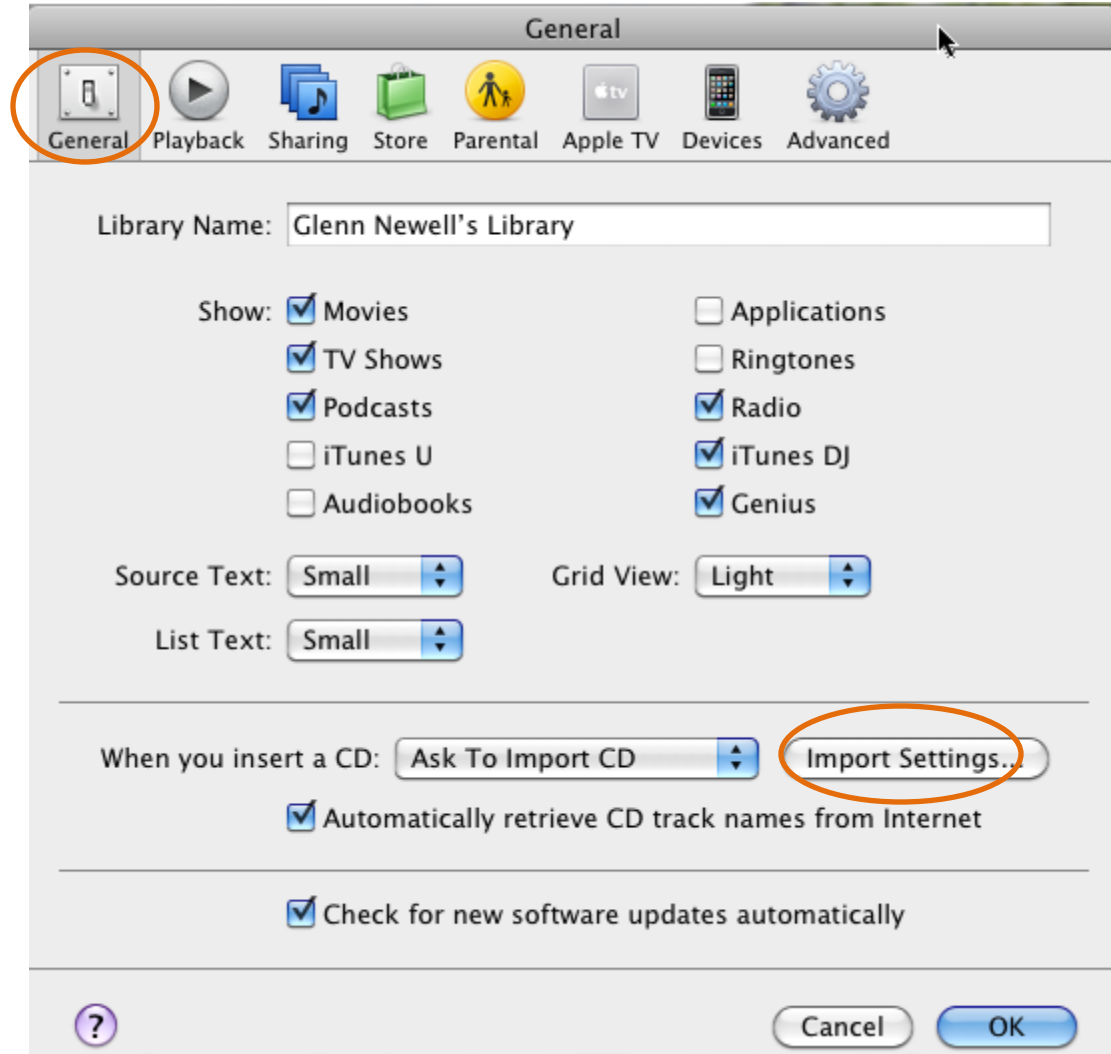 General
tv
General Playback Sharing Store Parental Apple TV Devices Advanced
Library Name: Glenn Newell's Library
Show: Movies Applications
TV Shows Ringtones
Podcasts Radio
iTunes U iTunes DJ
Audiobooks Genius
Source Text: Small Grid View: Light
List Text: Small
When you insert a CD: Ask To Import CD Import Settings...
Automatically retrieve CD track names from Internet
Check for new software updates automatically
? Cancel OK